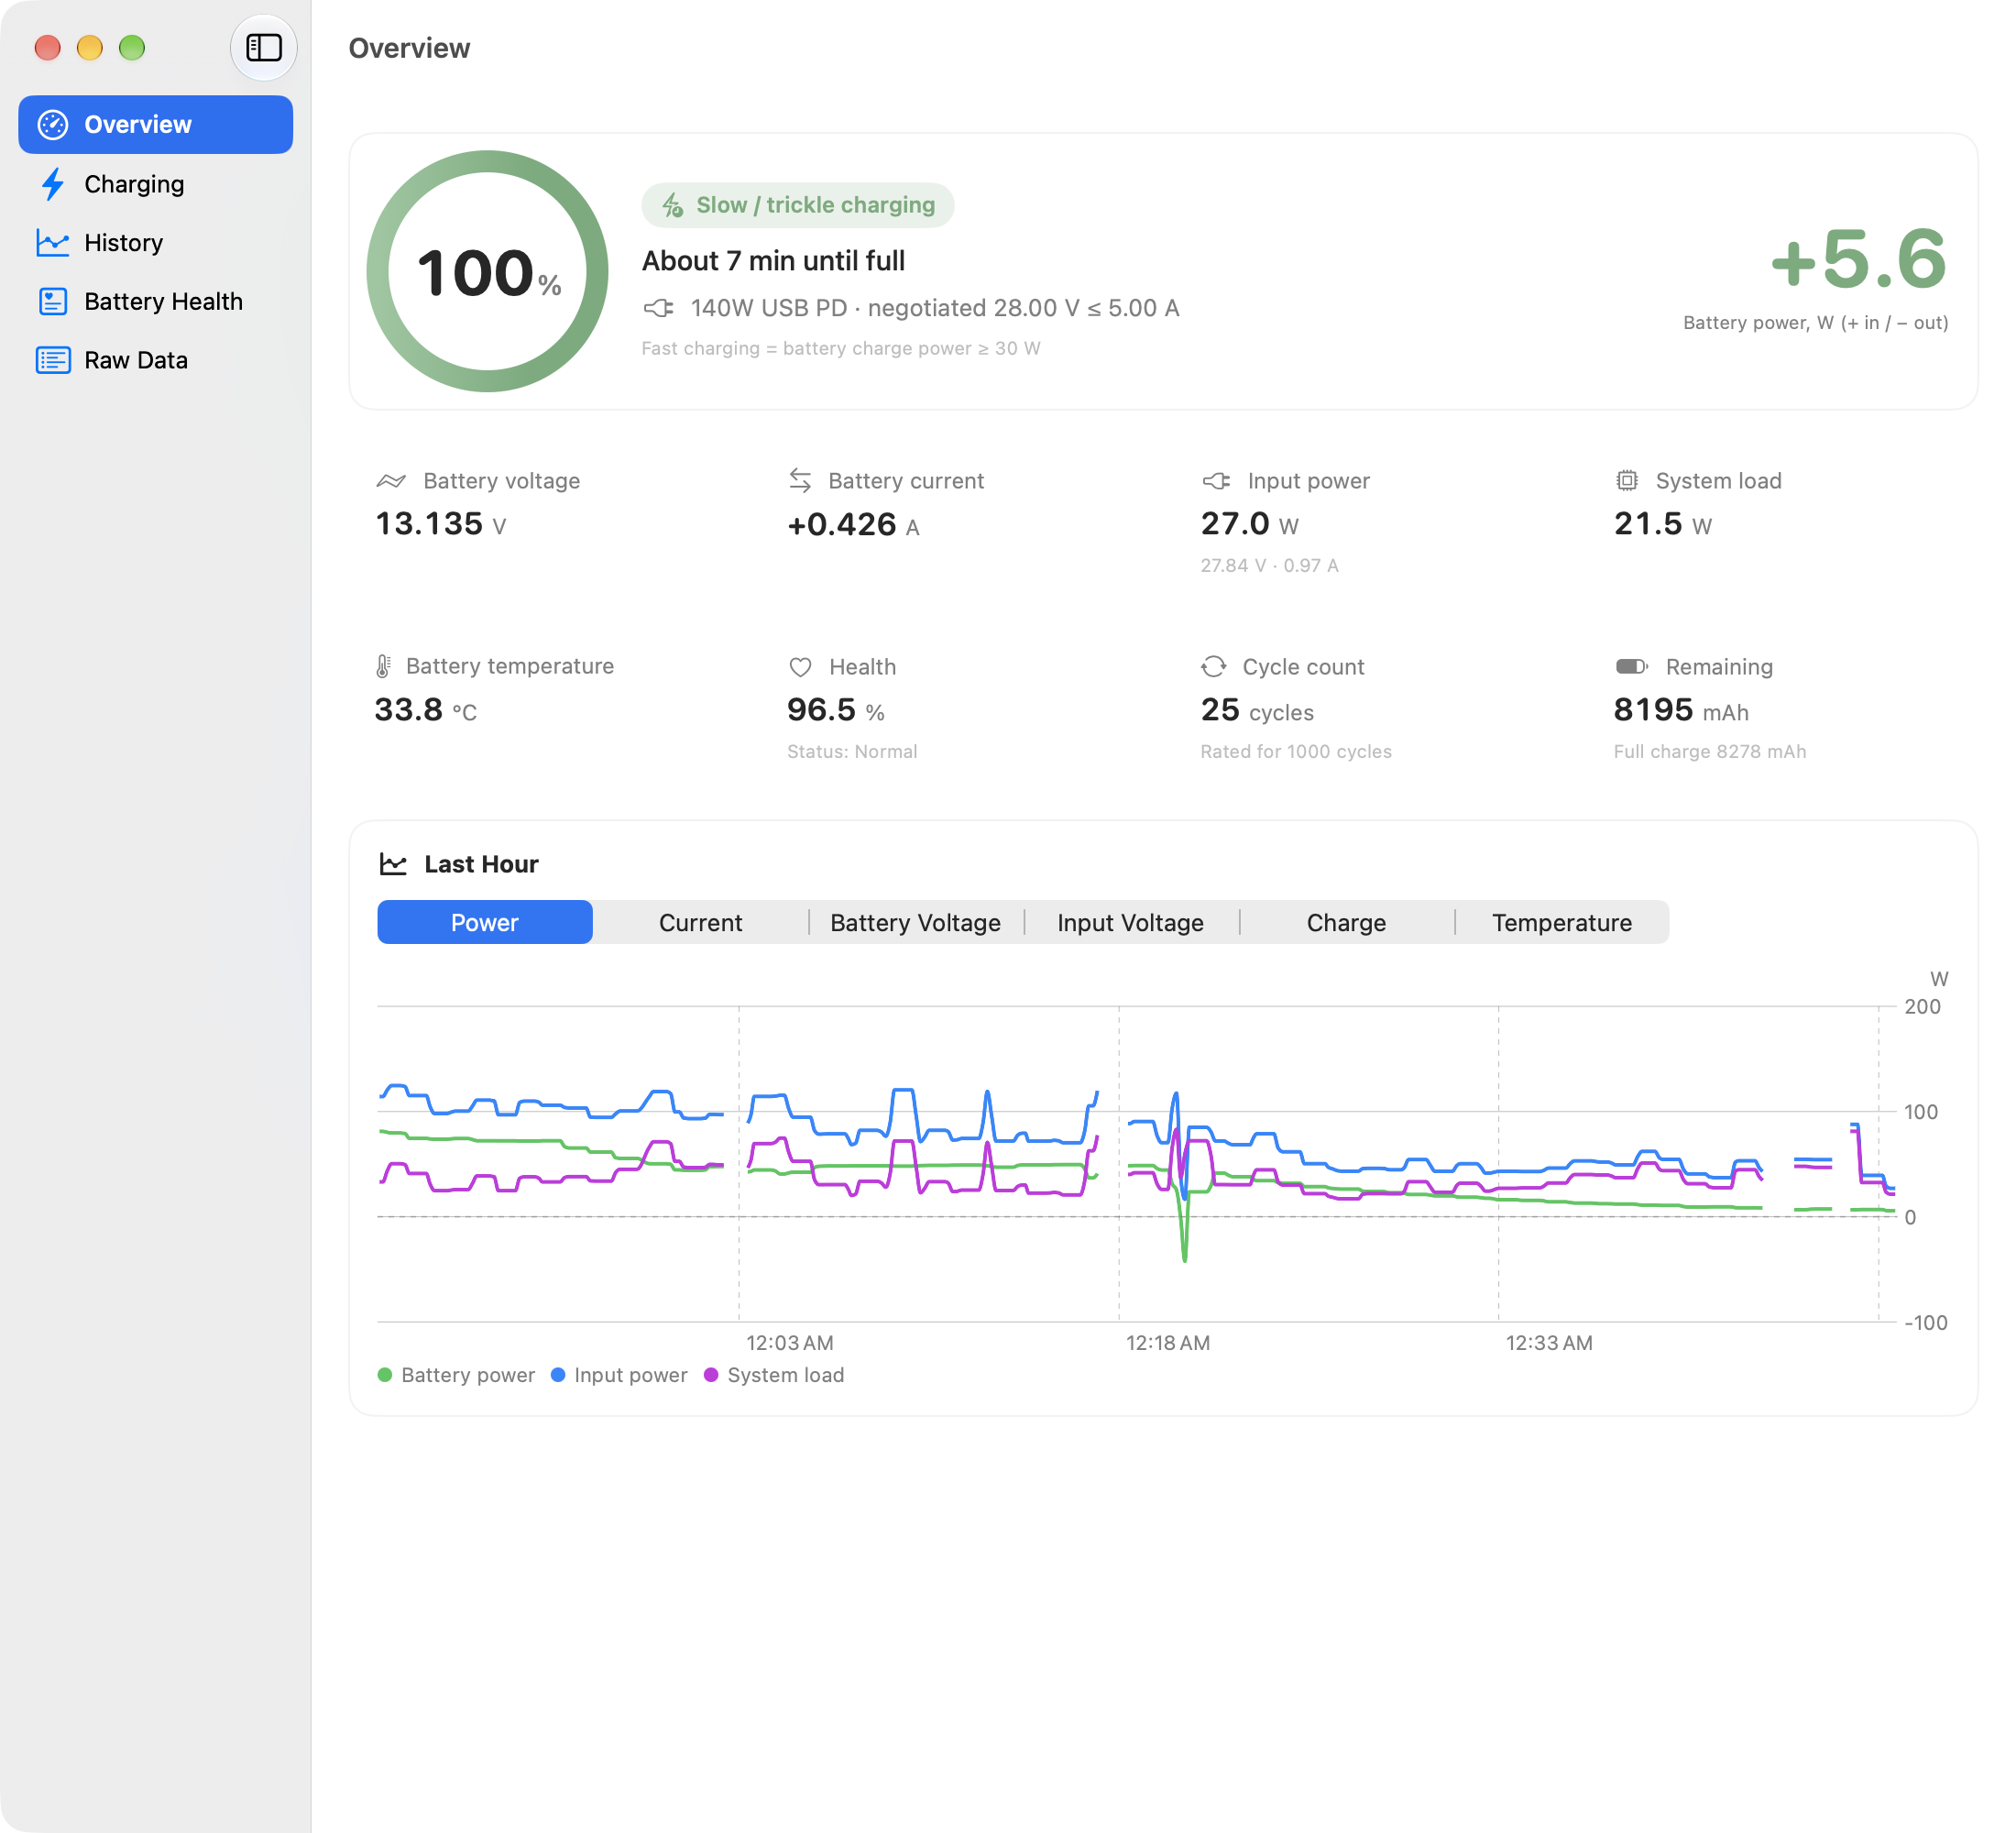 Overview
Overview
Charging
History
Battery Health
Raw Data
100%
Slow / trickle charging
About 7 min until full
140W USB PD · negotiated 28.00 V ≤ 5.00 A
Fast charging = battery charge power ≥ 30 W
+5.6
Battery power, W (+ in / – out)
Battery voltage
13.135 V
Battery current
+0.426 A
Input power
27.0 W
27.84 V · 0.97 A
System load
21.5 W
Battery temperature
33.8 °C
Health
96.5 %
Status: Normal
Cycle count
25 cycles
Rated for 1000 cycles
Remaining
8195 mAh
Full charge 8278 mAh
Last Hour
Power Current Battery Voltage Input Voltage Charge Temperature
W
200
100
0
-100
12:03 AM 12:18 AM 12:33 AM
Battery power Input power System load